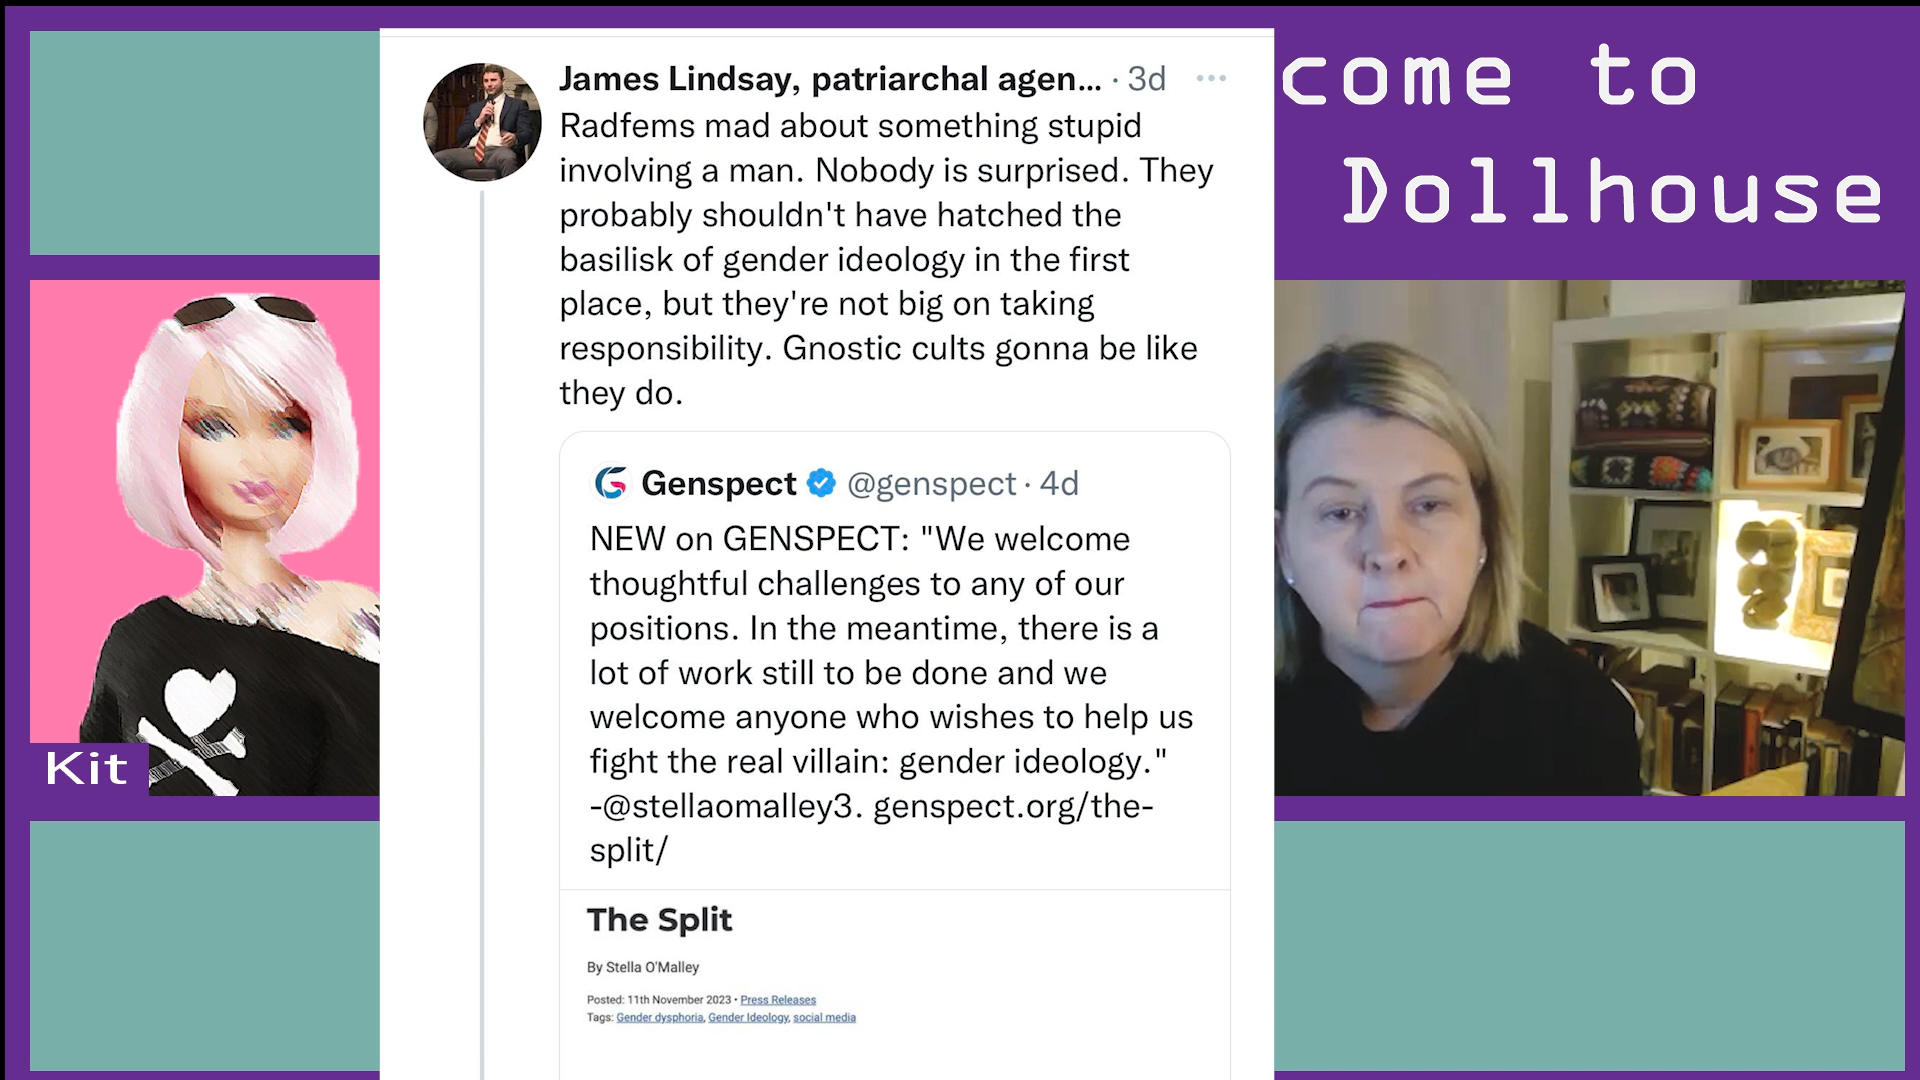 come to
Dollhouse
James Lindsay, patriarchal agen... · 3d
Radfems mad about something stupid
involving a man. Nobody is surprised. They
probably shouldn't have hatched the
basilisk of gender ideology in the first
place, but they're not big on taking
responsibility. Gnostic cults gonna be like
they do.
Genspect @genspect · 4d
NEW on GENSPECT: "We welcome
thoughtful challenges to any of our
positions. In the meantime, there is a
lot of work still to be done and we
welcome anyone who wishes to help us
fight the real villain: gender ideology."
-@stellaomalley3. genspect.org/the-
split/
The Split
By Stella O'Malley
Posted: 11th November 2023 • Press Releases
Tags: Gender dysphoria, Gender Ideology, social media
Kit